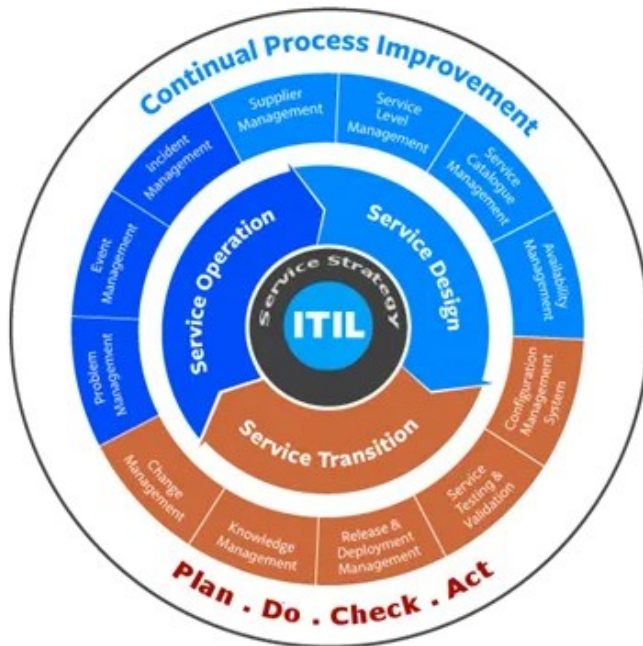 Continual Process Improvement
Supplier
Management
Service
Level
Management
Service
Catalogue
Management
Availability
Management
Configuration
Management
System
Service
Testing &
Validation
Release &
Deployment
Management
Knowledge
Management
Change
Management
Problem
Management
Event
Management
Incident
Management
Service Design
Service Transition
Service Operation
Service Strategy
ITIL
Plan . Do . Check . Act